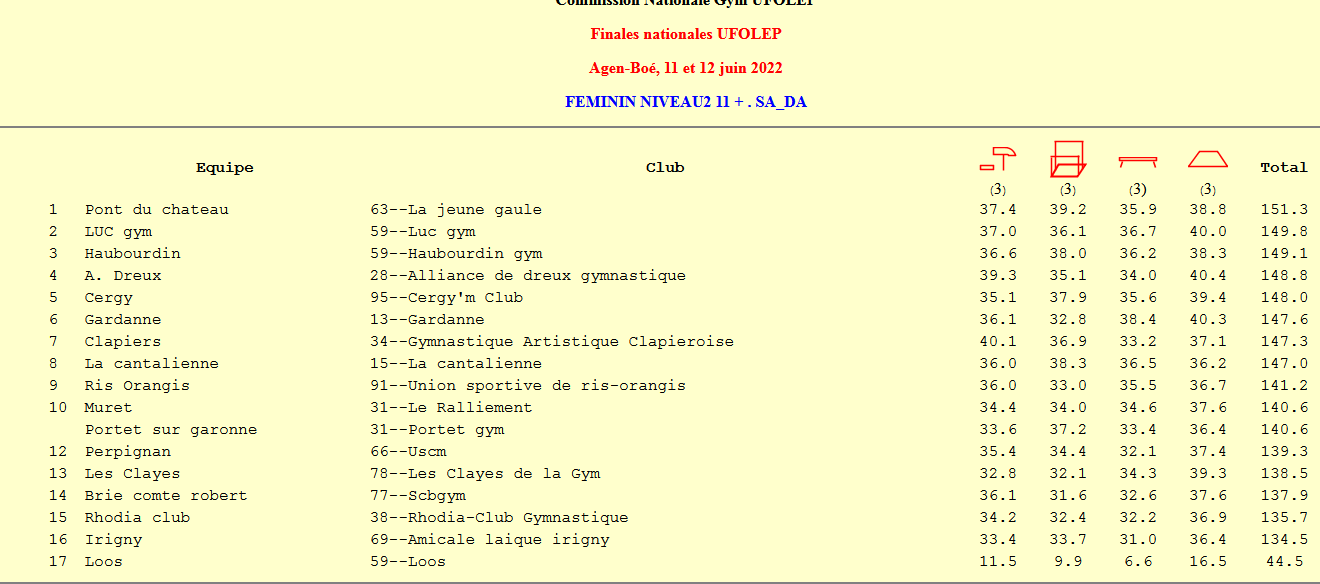 Commission Nationale Gym UFOLEP
Finales nationales UFOLEP
Agen-Boé, 11 et 12 juin 2022
FEMININ NIVEAU2 11 + . SA_DA
Equipe Club Total
(3) (3) (3) (3)
1 Pont du chateau 63--La jeune gaule 37.4 39.2 35.9 38.8 151.3
2 LUC gym 59--Luc gym 37.0 36.1 36.7 40.0 149.8
3 Haubourdin 59--Haubourdin gym 36.6 38.0 36.2 38.3 149.1
4 A. Dreux 28--Alliance de dreux gymnastique 39.3 35.1 34.0 40.4 148.8
5 Cergy 95--Cergy'm Club 35.1 37.9 35.6 39.4 148.0
6 Gardanne 13--Gardanne 36.1 32.8 38.4 40.3 147.6
7 Clapiers 34--Gymnastique Artistique Clapieroise 40.1 36.9 33.2 37.1 147.3
8 La cantalienne 15--La cantalienne 36.0 38.3 36.5 36.2 147.0
9 Ris Orangis 91--Union sportive de ris-orangis 36.0 33.0 35.5 36.7 141.2
10 Muret 31--Le Ralliement 34.4 34.0 34.6 37.6 140.6
Portet sur garonne 31--Portet gym 33.6 37.2 33.4 36.4 140.6
12 Perpignan 66--Uscm 35.4 34.4 32.1 37.4 139.3
13 Les Clayes 78--Les Clayes de la Gym 32.8 32.1 34.3 39.3 138.5
14 Brie comte robert 77--Scbgym 36.1 31.6 32.6 37.6 137.9
15 Rhodia club 38--Rhodia-Club Gymnastique 34.2 32.4 32.2 36.9 135.7
16 Irigny 69--Amicale laique irigny 33.4 33.7 31.0 36.4 134.5
17 Loos 59--Loos 11.5 9.9 6.6 16.5 44.5